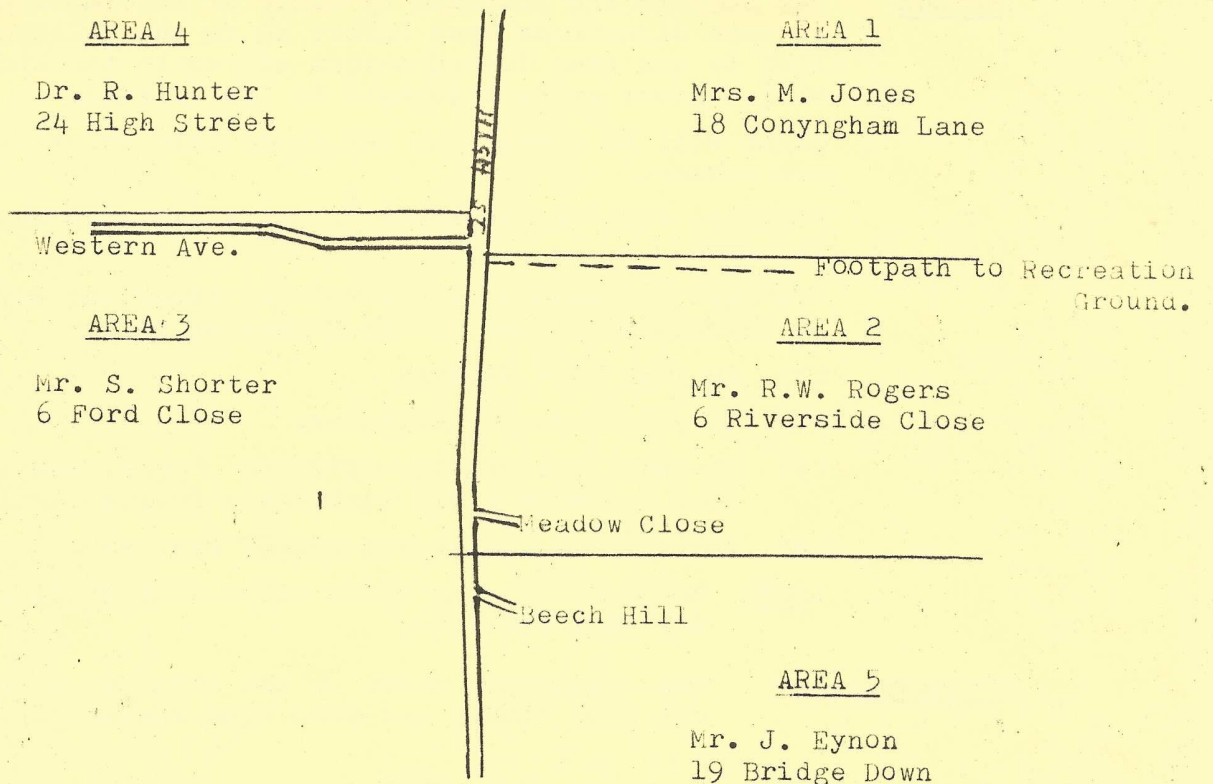 AREA 4
Dr. R. Hunter
24 High Street
AREA 1
Mrs. M. Jones
18 Conyngham Lane
HIGH ST
Western Ave.
Footpath to Recreation
Ground.
AREA 3
Mr. S. Shorter
6 Ford Close
AREA 2
Mr. R.W. Rogers
6 Riverside Close
Meadow Close
Beech Hill
AREA 5
Mr. J. Eynon
19 Bridge Down